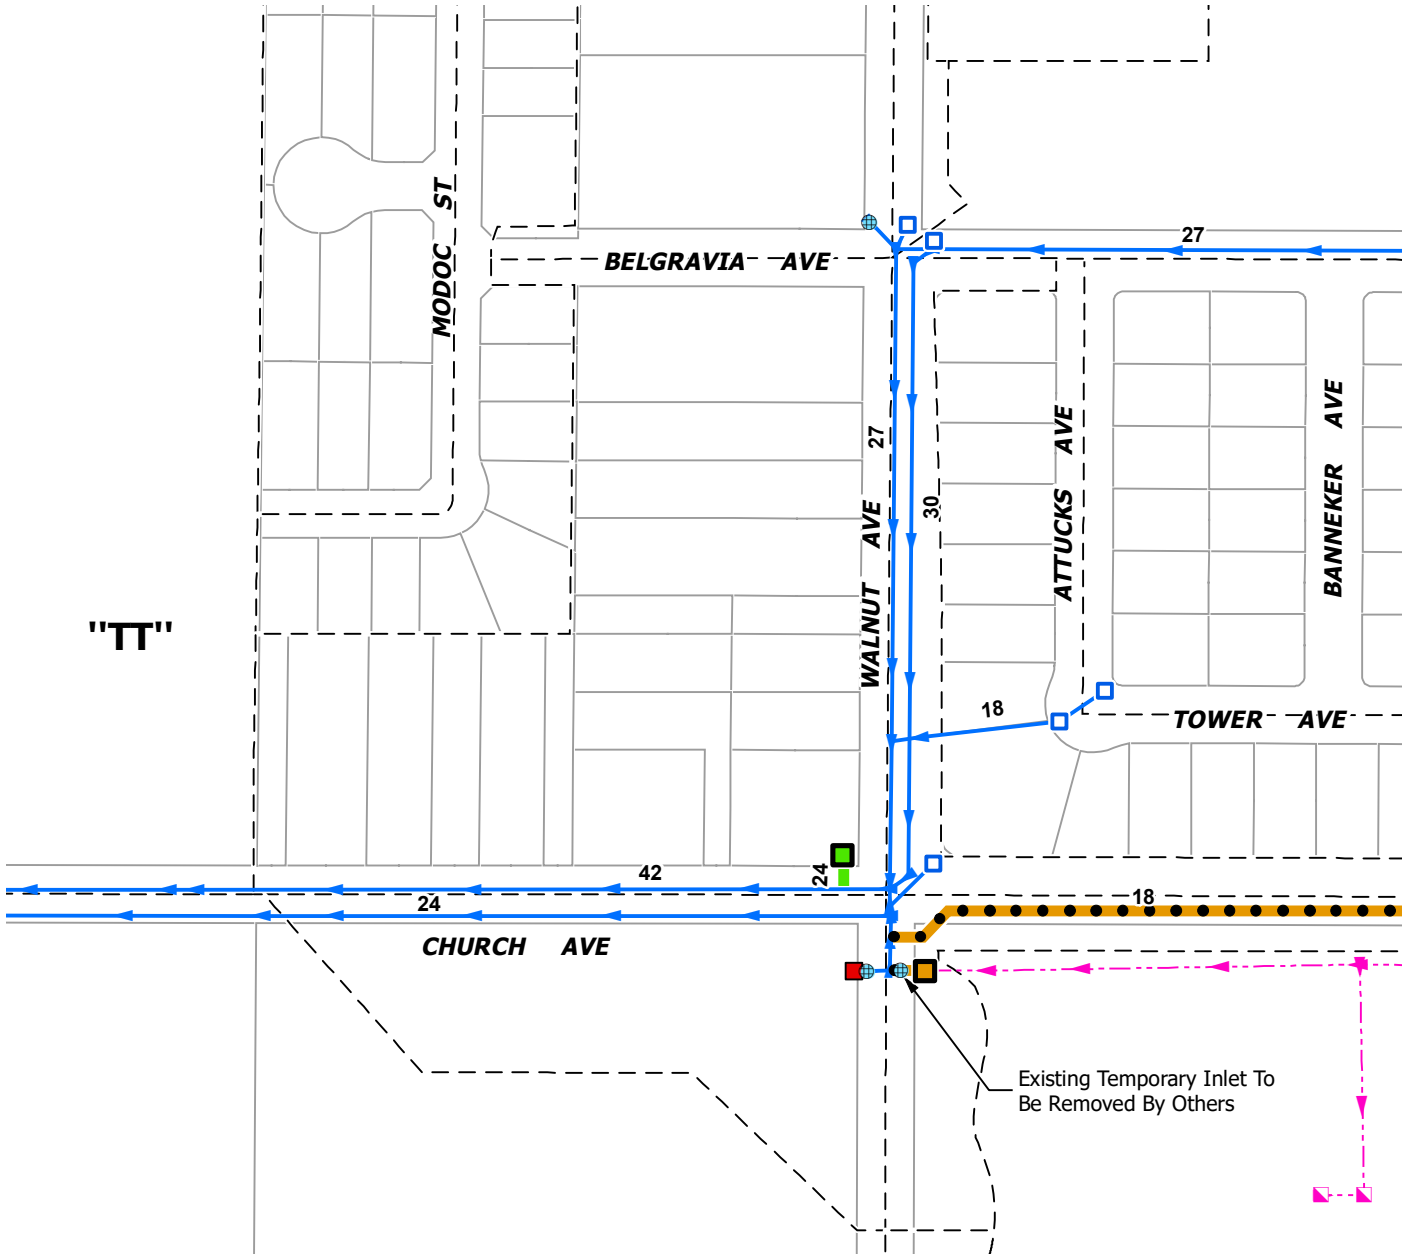 MODOC ST
27
BELGRAVIA AVE
27
WALNUT AVE
30
ATTUCKS AVE
BANNEKER AVE
"TT"
18
TOWER AVE
42
24
24
18
CHURCH AVE
Existing Temporary Inlet To
Be Removed By Others